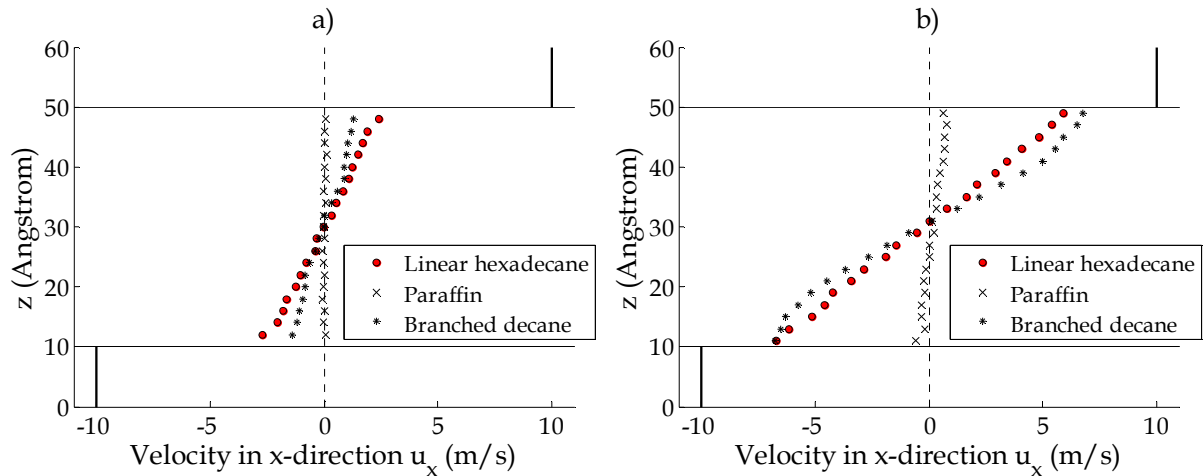 a)
60
50
40
30
20
10
0
z (Angstrom)
Linear hexadecane
Paraffin
Branched decane
-10 -5 0 5 10
Velocity in x-direction u_x (m/s)
b)
60
50
40
30
20
10
0
z (Angstrom)
Linear hexadecane
Paraffin
Branched decane
-10 -5 0 5 10
Velocity in x-direction u_x (m/s)